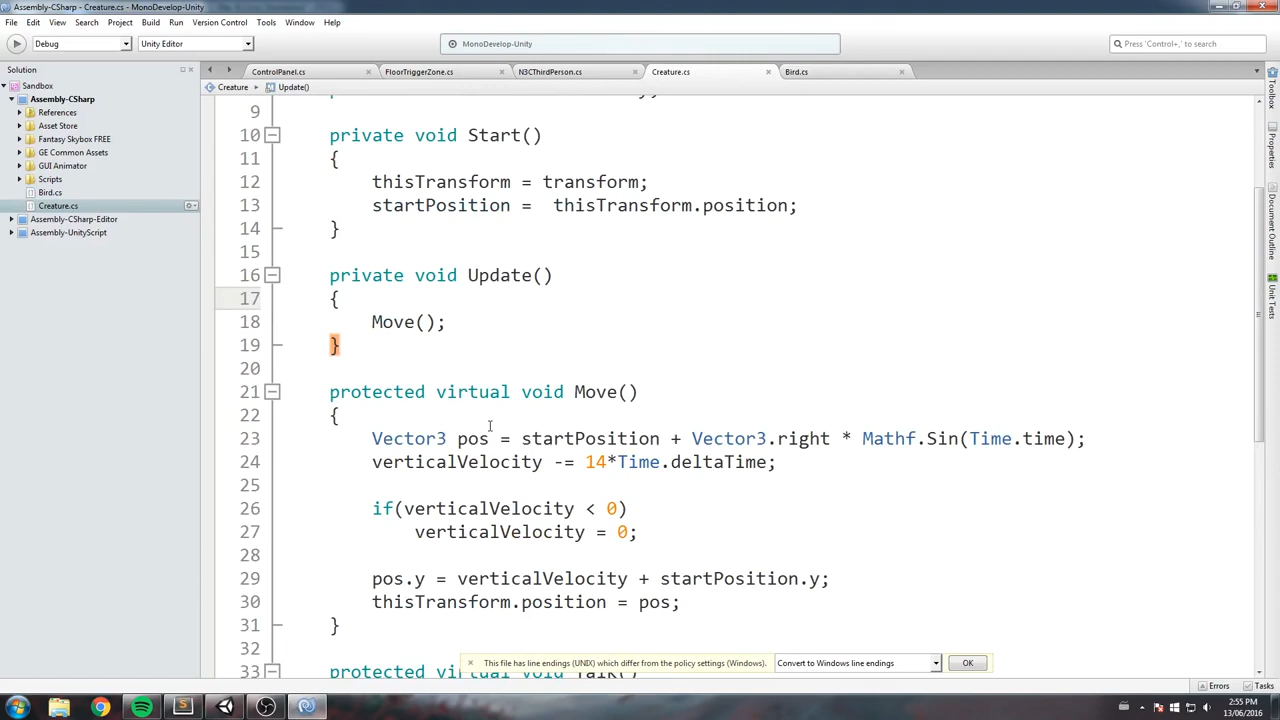 Assembly-CSharp - Creature.cs - MonoDevelop-Unity
File Edit View Search Project Build Run Version Control Tools Window Help
Debug Unity Editor MonoDevelop-Unity Press 'Control+,' to search
Solution
ControlPanel.cs FloorTriggerZone.cs N3CThirdPerson.cs Creature.cs Bird.cs
Creature Update()
Sandbox
Assembly-CSharp
References
Asset Store
Fantasy Skybox FREE
GE Common Assets
GUI Animator
Scripts
Bird.cs
Creature.cs
Assembly-CSharp-Editor
Assembly-UnityScript
9
10 private void Start()
11 {
12 thisTransform = transform;
13 startPosition =  thisTransform.position;
14 }
15
16 private void Update()
17 {
18 Move();
19 }
20
21 protected virtual void Move()
22 {
23 Vector3 pos = startPosition + Vector3.right * Mathf.Sin(Time.time);
24 verticalVelocity -= 14*Time.deltaTime;
25
26 if(verticalVelocity < 0)
27 verticalVelocity = 0;
28
29 pos.y = verticalVelocity + startPosition.y;
30 thisTransform.position = pos;
31 }
32
33 protected virtual void Talk()
This file has line endings (UNIX) which differ from the policy settings (Windows). Convert to Windows line endings OK
Toolbox
Properties
Document Outline
Unit Tests
Errors Tasks
2:55 PM
13/06/2016